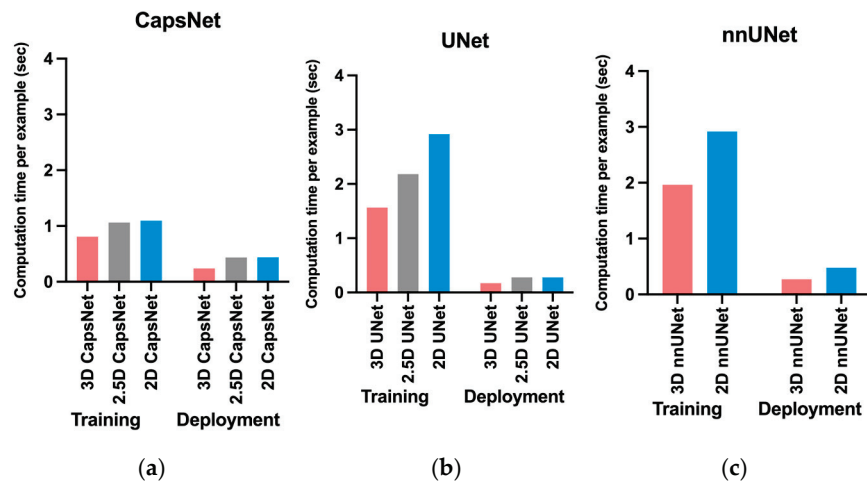 CapsNet
Computation time per example (sec)
4
3
2
1
0
3D CapsNet
2.5D CapsNet
2D CapsNet
3D CapsNet
2.5D CapsNet
2D CapsNet
Training
Deployment
(a)
UNet
Computation time per example (sec)
4
3
2
1
0
3D UNet
2.5D UNet
2D UNet
3D UNet
2.5D UNet
2D UNet
Training
Deployment
(b)
nnUNet
Computation time per example (sec)
4
3
2
1
0
3D nnUNet
2D nnUNet
3D nnUNet
2D nnUNet
Training
Deployment
(c)